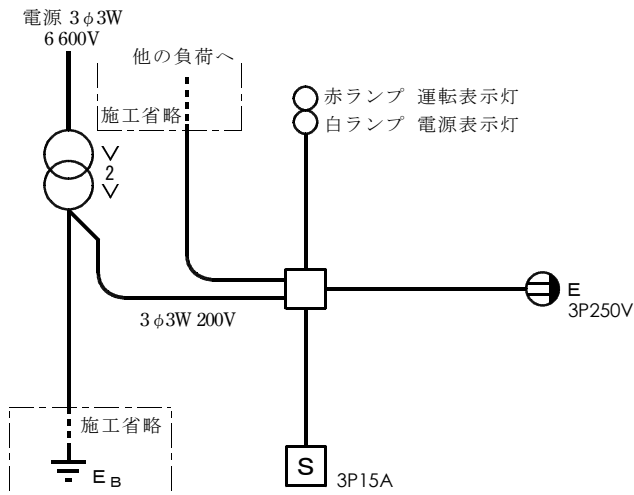 電源 3φ3W
6 600V
他の負荷へ
施工省略
赤ランプ 運転表示灯
白ランプ 電源表示灯
2
E
3P250V
3φ3W 200V
施工省略
EB
S
3P15A